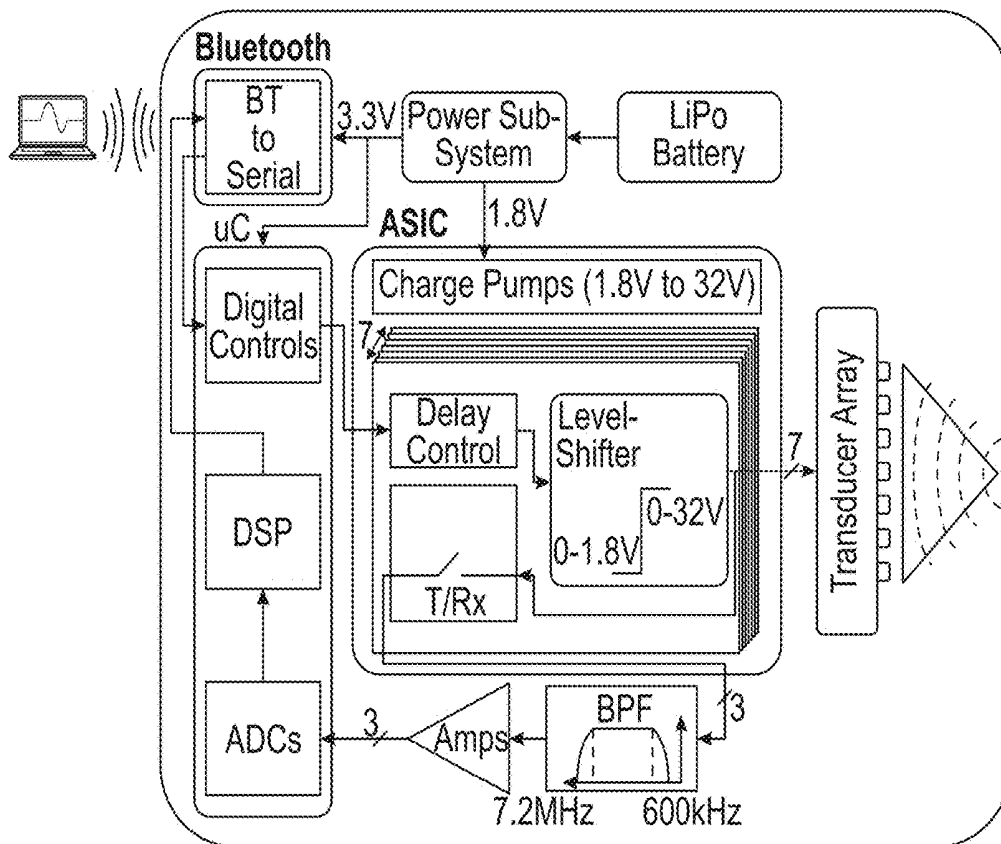 Bluetooth
BT
to
Serial
3.3V
Power Sub-
System
LiPo
Battery
1.8V
uC
ASIC
Charge Pumps (1.8V to 32V)
Digital
Controls
7
Delay
Control
Level-
Shifter
0-32V
0-1.8V
7
Transducer Array
DSP
T/Rx
ADCs
3
Amps
BPF
3
7.2MHz
600kHz